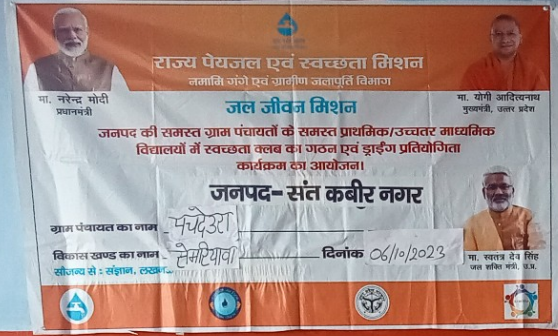 राज्य पेयजल एवं स्वच्छता मिशन
नमामि गंगे एवं ग्रामीण जलापूर्ति विभाग
मा. नरेन्द्र मोदी
प्रधानमंत्री
मा. योगी आदित्यनाथ
मुख्यमंत्री, उत्तर प्रदेश
जल जीवन मिशन
जनपद की समस्त ग्राम पंचायतों के समस्त प्राथमिक/उच्चतर माध्यमिक
विद्यालयों में स्वच्छता क्लब का गठन एवं ड्राईंग प्रतियोगिता
कार्यक्रम का आयोजन।
जनपद- संत कबीर नगर
ग्राम पंचायत का नाम पचदेउरा
विकास खण्ड का नाम सेमरियावां दिनांक 06/10/2023
सौजन्य से : संज्ञान, लखनऊ
मा. स्वतंत्र देव सिंह
जल शक्ति मंत्री, उ.प्र.